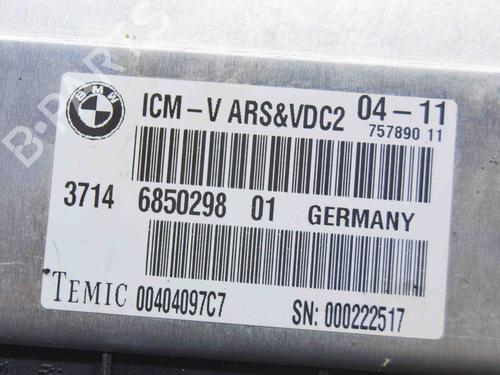 BMW
ICM-V ARS&VDC2 04-11
757890 11
3714 6850298 01 GERMANY
TEMIC 00404097C7 SN: 000222517
B-PARTS